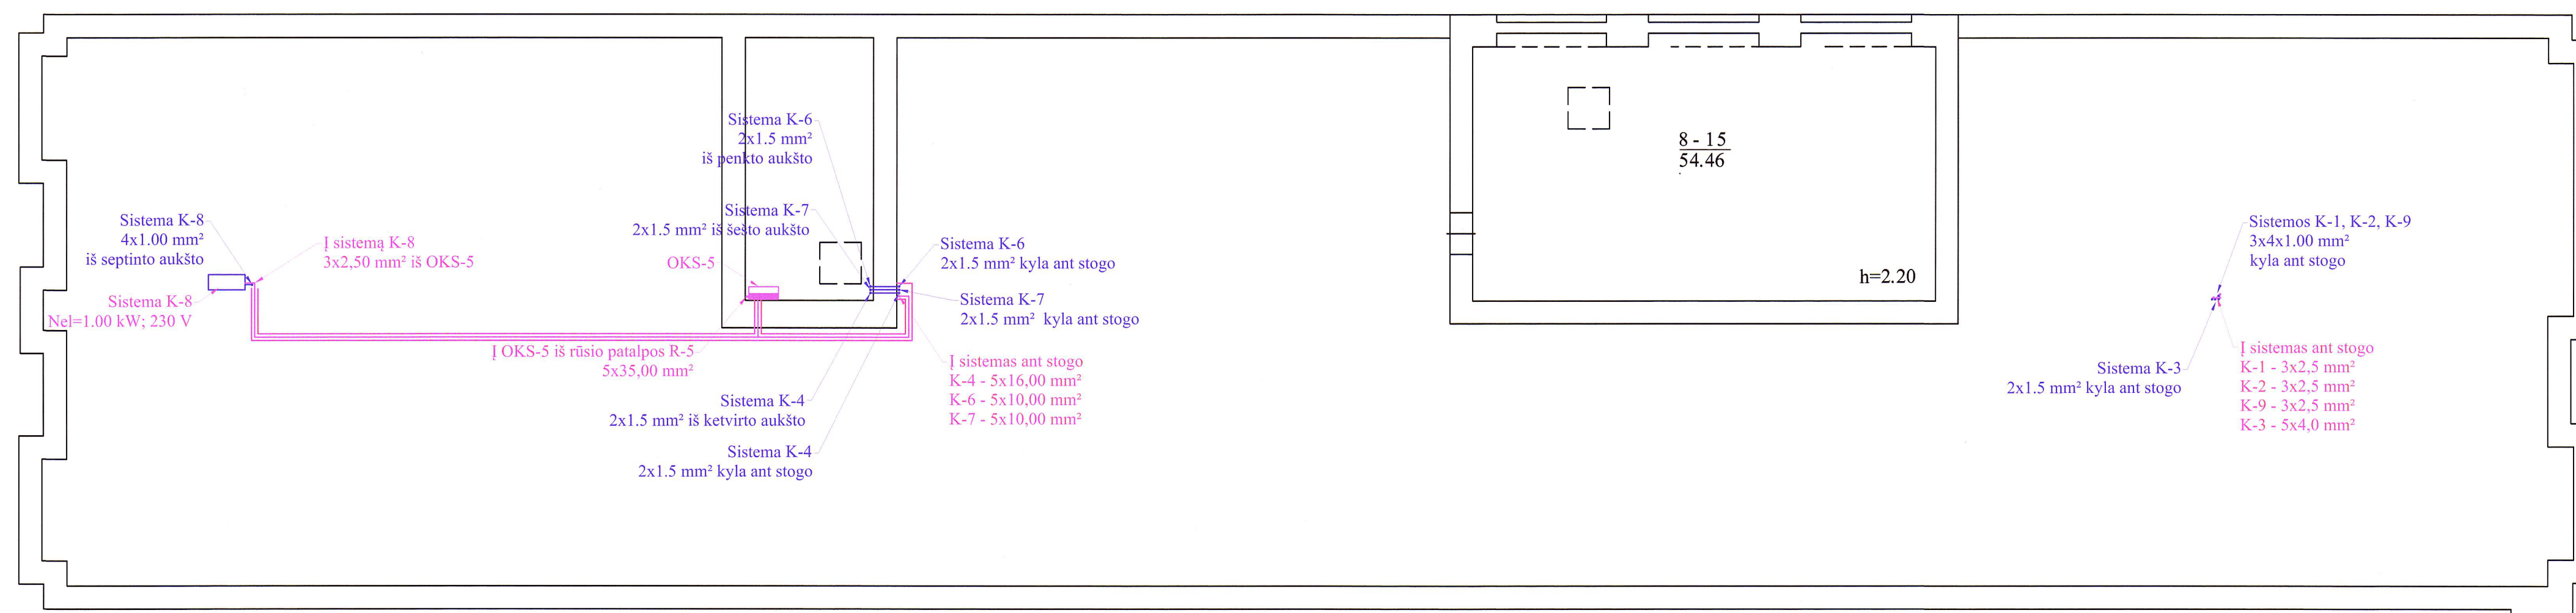 Sistema K-6
2x1.5 mm²
iš penkto aukšto
8 - 15
54.46
Sistema K-8
4x1.00 mm²
iš septinto aukšto
Į sistemą K-8
3x2,50 mm² iš OKS-5
Sistema K-8
Nel=1.00 kW; 230 V
Sistema K-7
2x1.5 mm² iš šešto aukšto
OKS-5
Sistema K-6
2x1.5 mm² kyla ant stogo
Sistema K-7
2x1.5 mm² kyla ant stogo
h=2.20
Sistemos K-1, K-2, K-9
3x4x1.00 mm²
kyla ant stogo
Į OKS-5 iš rūsio patalpos R-5
5x35,00 mm²
Į sistemas ant stogo
K-4 - 5x16,00 mm²
K-6 - 5x10,00 mm²
K-7 - 5x10,00 mm²
Sistema K-4
2x1.5 mm² iš ketvirto aukšto
Sistema K-4
2x1.5 mm² kyla ant stogo
Sistema K-3
2x1.5 mm² kyla ant stogo
Į sistemas ant stogo
K-1 - 3x2,5 mm²
K-2 - 3x2,5 mm²
K-9 - 3x2,5 mm²
K-3 - 5x4,0 mm²